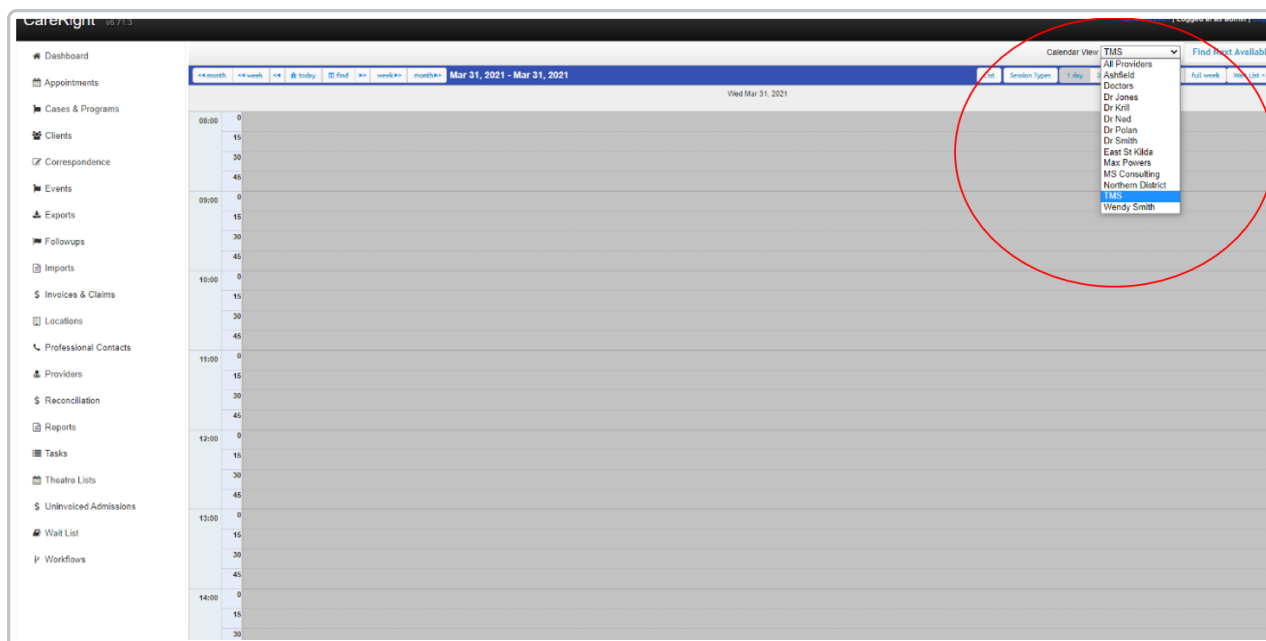 CareRight v6.71.3
Logged in as admin |
Calendar View TMS Find Next Availabl
<<month <<week << today find >> week>> month>> Mar 31, 2021 - Mar 31, 2021 List Session Types 1 day 3 full week Wait List <
Wed Mar 31, 2021
Dashboard
Appointments
Cases & Programs
Clients
Correspondence
Events
Exports
Followups
Imports
$ Invoices & Claims
Locations
Professional Contacts
Providers
$ Reconciliation
Reports
Tasks
Theatre Lists
$ Uninvoiced Admissions
Wait List
Workflows
All Providers
Ashfield
Doctors
Dr Jones
Dr Krill
Dr Ned
Dr Polan
Dr Smith
East St Kilda
Max Powers
MS Consulting
Northern District
TMS
Wendy Smith
08:00 0
15
30
45
09:00 0
15
30
45
10:00 0
15
30
45
11:00 0
15
30
45
12:00 0
15
30
45
13:00 0
15
30
45
14:00 0
15
30